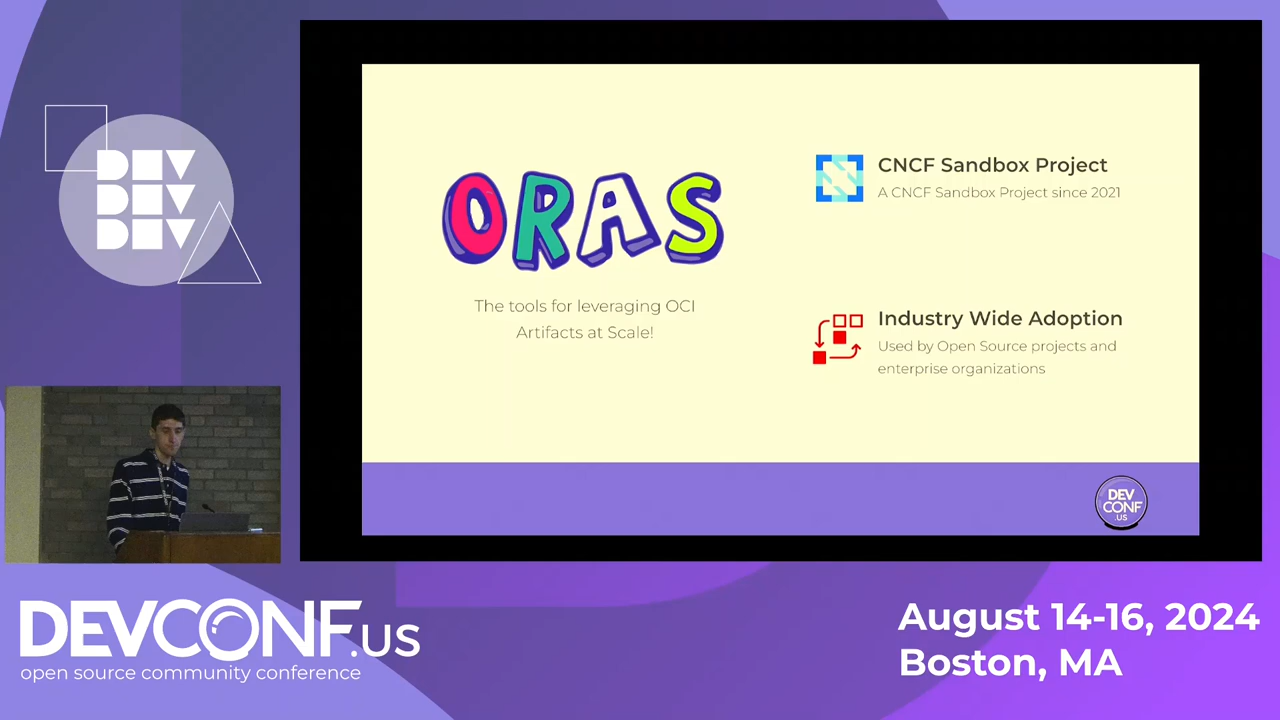 DEV
DEV
DEV
ORAS
The tools for leveraging OCI
Artifacts at Scale!
CNCF Sandbox Project
A CNCF Sandbox Project since 2021
Industry Wide Adoption
Used by Open Source projects and
enterprise organizations
DEV
CONF
.US
DEVCONF.us
open source community conference
August 14-16, 2024
Boston, MA